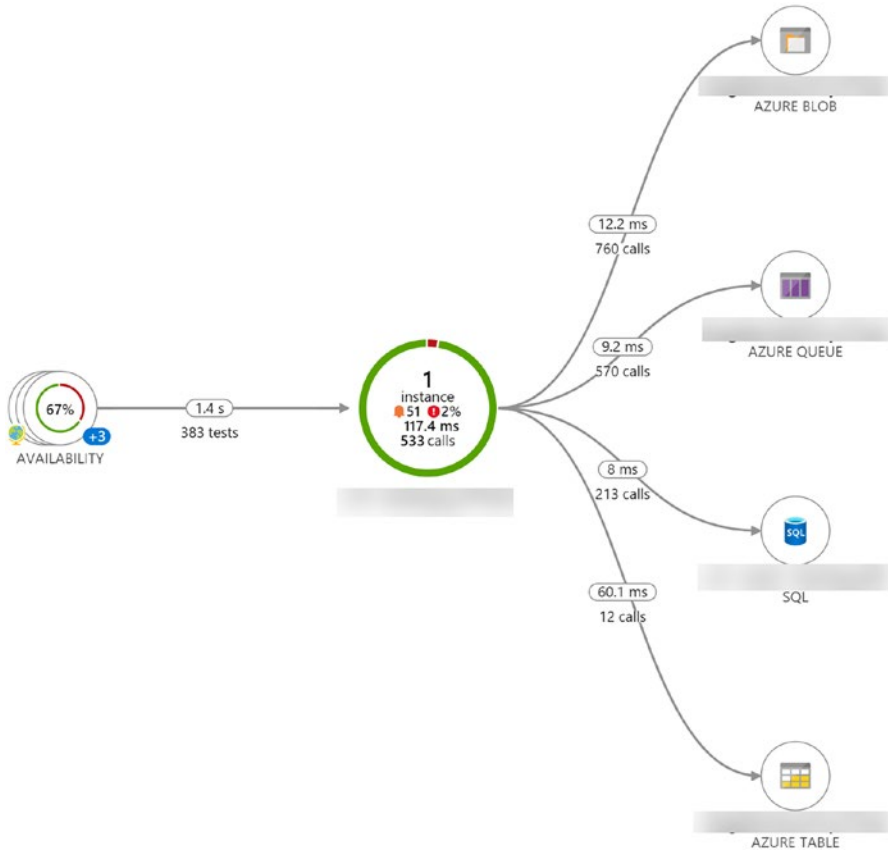 AZURE BLOB
12.2 ms
760 calls
9.2 ms
570 calls
AZURE QUEUE
67%
+3
AVAILABILITY
1.4 s
383 tests
1
instance
51 2%
117.4 ms
533 calls
8 ms
213 calls
SQL
SQL
60.1 ms
12 calls
AZURE TABLE